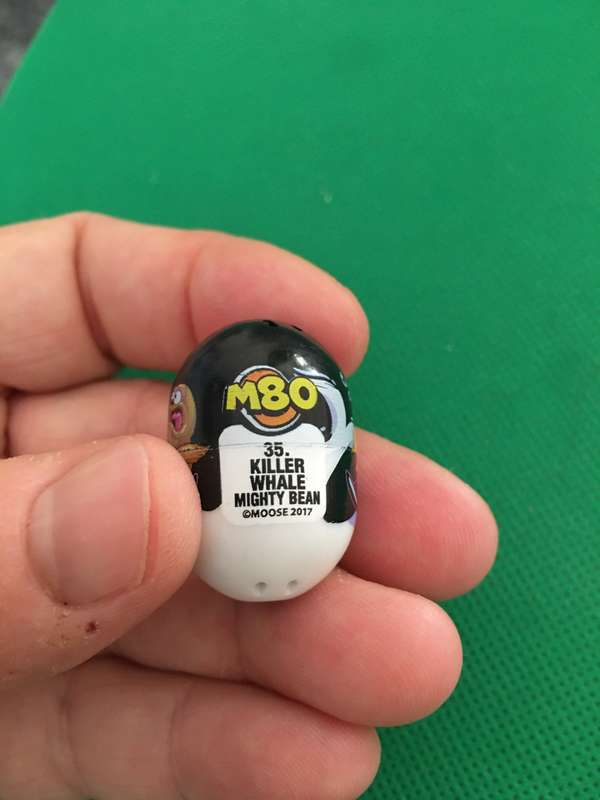 M80
35.
KILLER
WHALE
MIGHTY BEAN
©MOOSE 2017